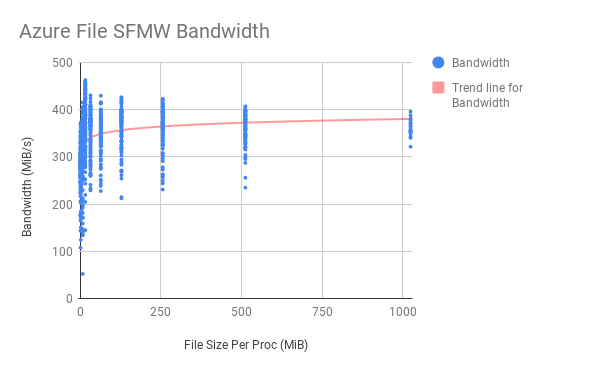 Azure File SFMW Bandwidth
Bandwidth
Trend line for
Bandwidth
500
400
300
200
100
0
Bandwidth (MiB/s)
0 250 500 750 1000
File Size Per Proc (MiB)